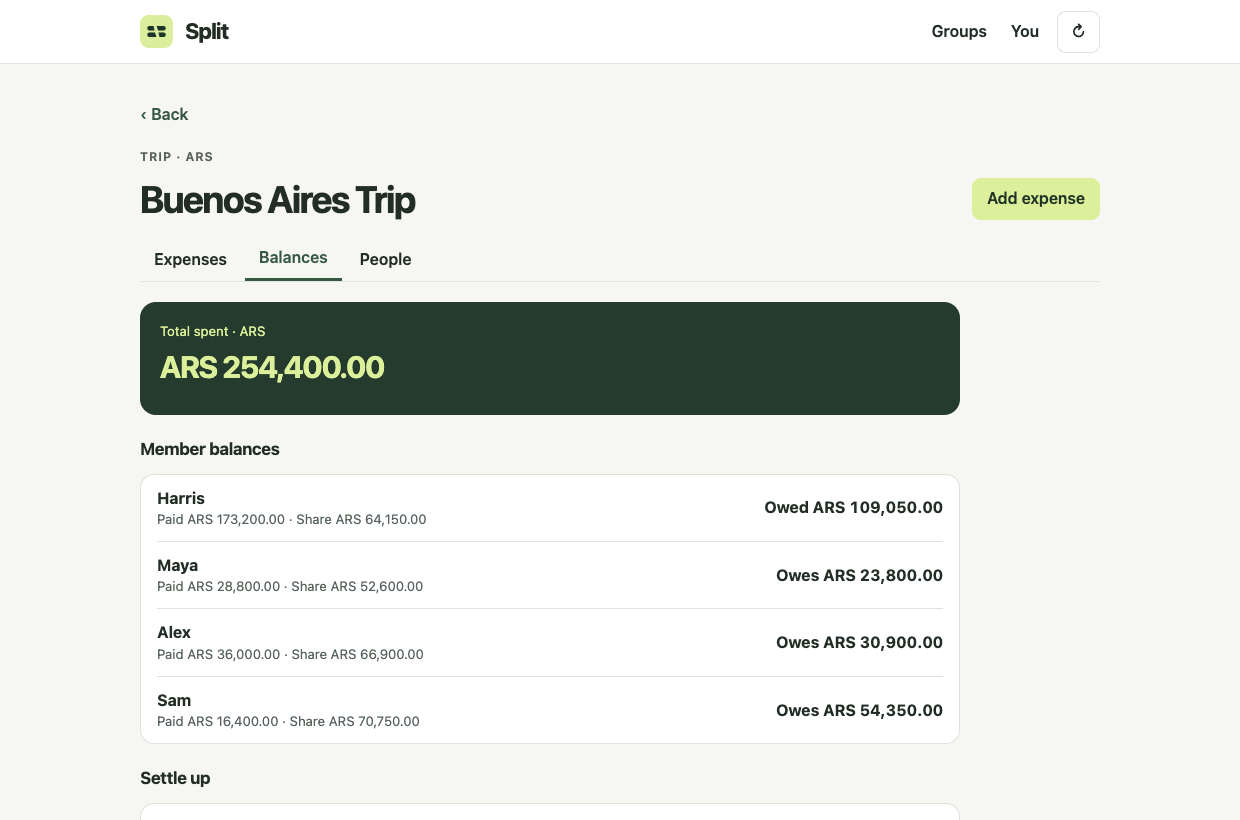 Split
Groups
You
↻
‹ Back
TRIP · ARS
Buenos Aires Trip
Add expense
Expenses
Balances
People
Total spent · ARS
ARS 254,400.00
Member balances
Harris
Paid ARS 173,200.00 · Share ARS 64,150.00
Owed ARS 109,050.00
Maya
Paid ARS 28,800.00 · Share ARS 52,600.00
Owes ARS 23,800.00
Alex
Paid ARS 36,000.00 · Share ARS 66,900.00
Owes ARS 30,900.00
Sam
Paid ARS 16,400.00 · Share ARS 70,750.00
Owes ARS 54,350.00
Settle up